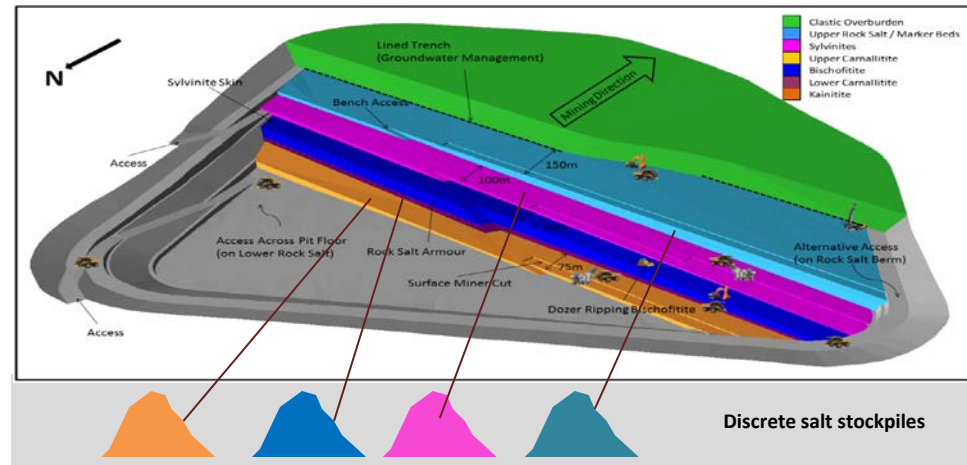 Clastic Overburden
Upper Rock Salt / Marker Beds
Sylvinites
Upper Carnallitite
Bischofitite
Lower Carnallitite
Kainitite
N
Lined Trench
(Groundwater Management)
Sylvinite Skin
Bench Access
Mining Direction
Access
150m
100m
Access Across Pit Floor
(on Lower Rock Salt)
Rock Salt Armour
Alternative Access
(on Rock Salt Berm)
75m
Surface Miner Cut
Dozer Ripping Bischofitite
Access
Discrete salt stockpiles